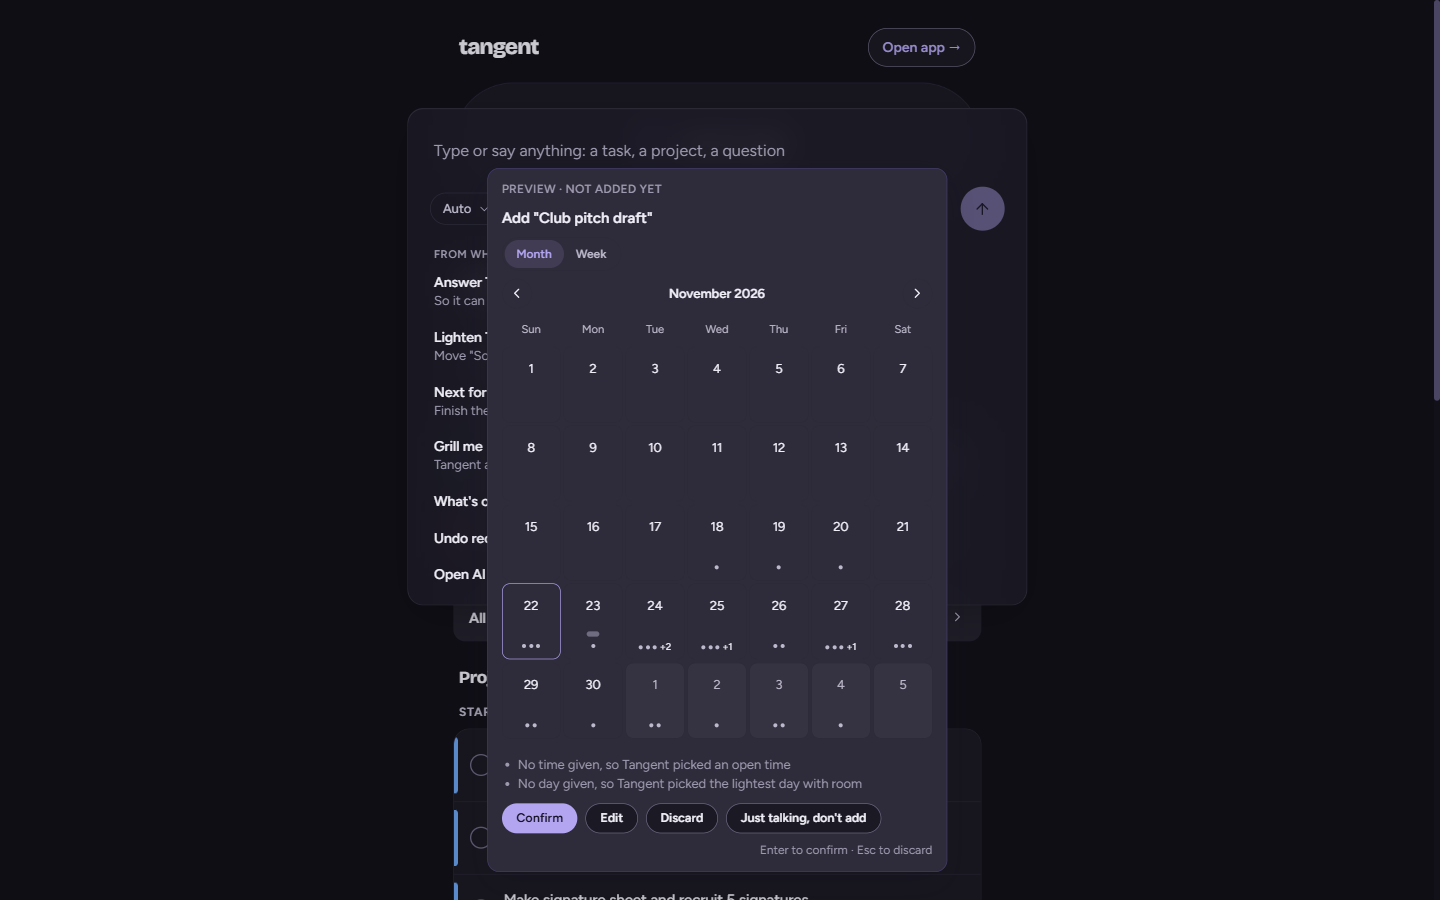 tangent
Open app →
Type or say anything: a task, a project, a question
PREVIEW · NOT ADDED YET
Add "Club pitch draft"
Auto
Month Week
FROM WH
November 2026
Answer T
So it can
Sun Mon Tue Wed Thu Fri Sat
Lighten T
Move "Sc
1 2 3 4 5 6 7
Next for
Finish the
8 9 10 11 12 13 14
Grill me
Tangent a
What's o
15 16 17 18 19 20 21
Undo rec
Open AI
22 23 24 25 26 27 28
+2 +1 +1
All
29 30 1 2 3 4 5
Pro
STAR
• No time given, so Tangent picked an open time
• No day given, so Tangent picked the lightest day with room
Confirm Edit Discard Just talking, don't add
Enter to confirm · Esc to discard
Make signature sheet and recruit 5 signatures